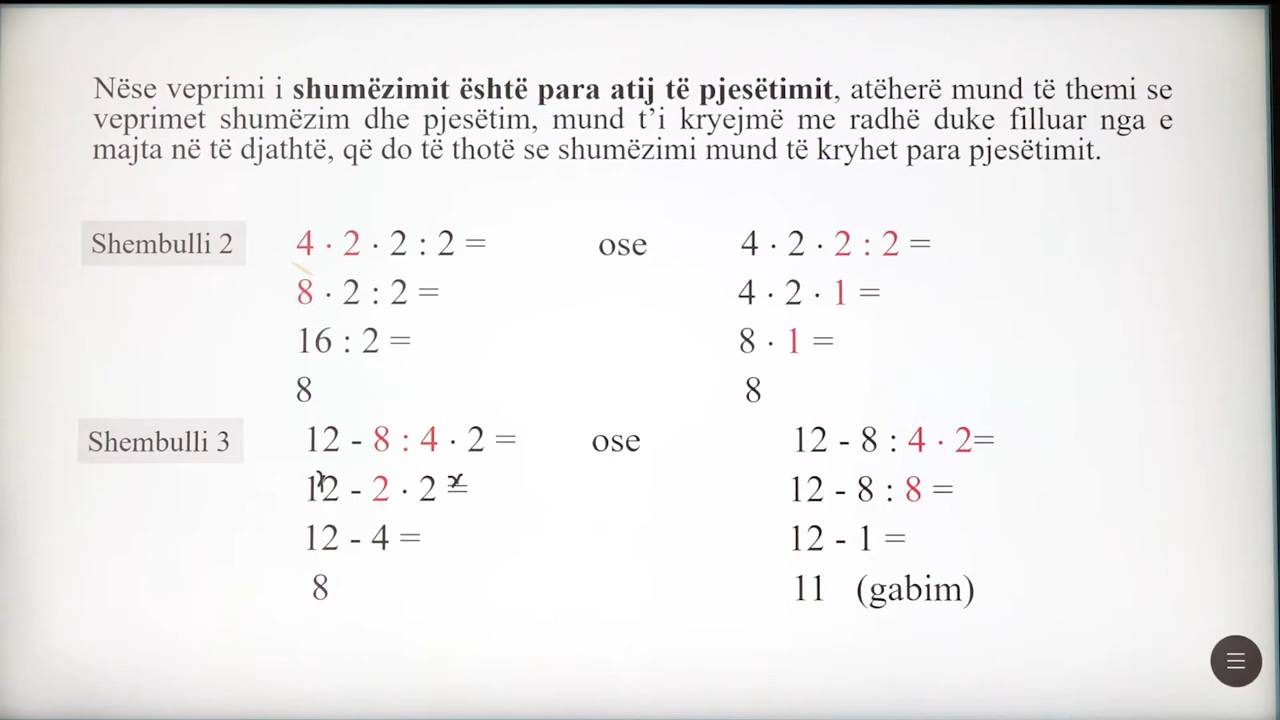 Nëse veprimi i shumëzimit është para atij të pjesëtimit, atëherë mund të themi se
veprimet shumëzim dhe pjesëtim, mund t'i kryejmë me radhë duke filluar nga e
majta në të djathtë, që do të thotë se shumëzimi mund të kryhet para pjesëtimit.
Shembulli 2 4 · 2 · 2 : 2 = ose 4 · 2 · 2 : 2 =
8 · 2 : 2 = 4 · 2 · 1 =
16 : 2 = 8 · 1 =
8 8
Shembulli 3 12 - 8 : 4 · 2 = ose 12 - 8 : 4 · 2=
12 - 2 · 2 = 12 - 8 : 8 =
12 - 4 = 12 - 1 =
8 11 (gabim)